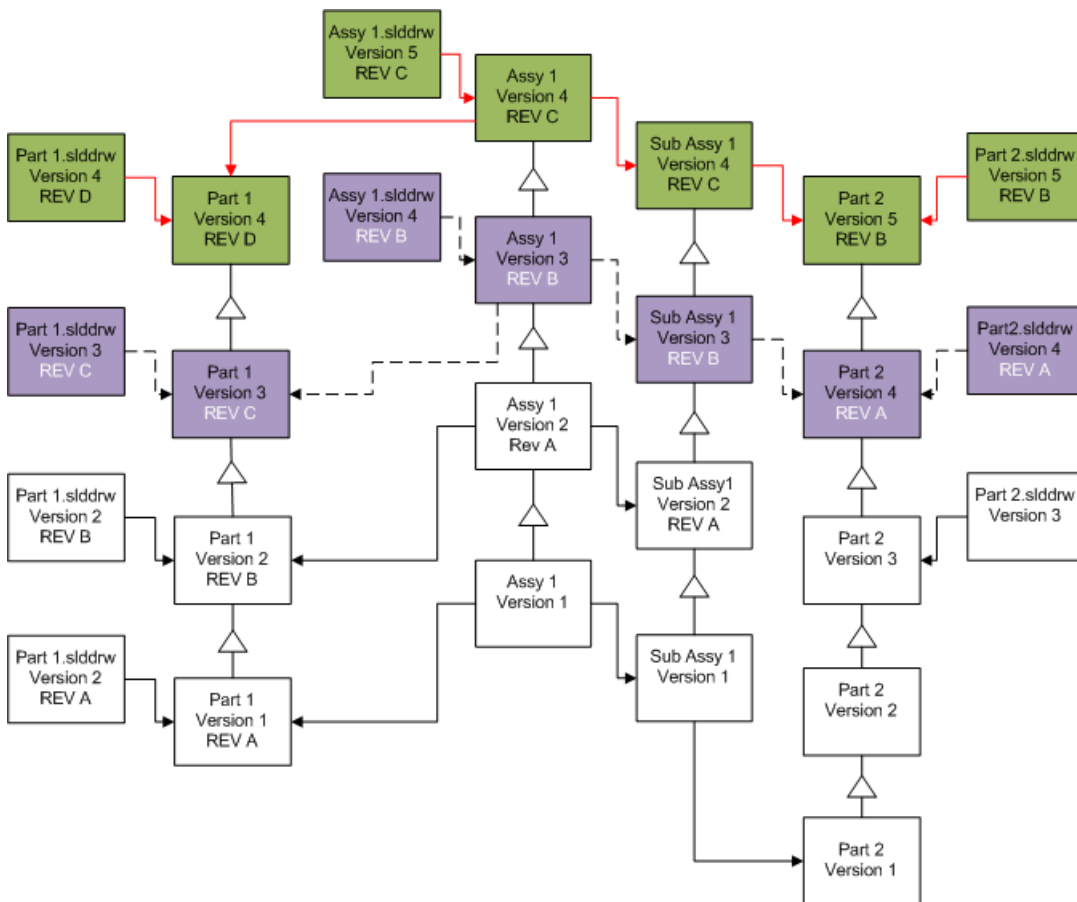 Assy 1.slddrw
Version 5
REV C
Assy 1
Version 4
REV C
Part 1.slddrw
Version 4
REV D
Part 1
Version 4
REV D
Assy 1.slddrw
Version 4
REV B
Sub Assy 1
Version 4
REV C
Part 2
Version 5
REV B
Part 2.slddrw
Version 5
REV B
Assy 1
Version 3
REV B
Part 1.slddrw
Version 3
REV C
Part 1
Version 3
REV C
Sub Assy 1
Version 3
REV B
Part 2
Version 4
REV A
Part2.slddrw
Version 4
REV A
Assy 1
Version 2
Rev A
Part 1.slddrw
Version 2
REV B
Part 1
Version 2
REV B
Sub Assy1
Version 2
REV A
Part 2
Version 3
Part 2.slddrw
Version 3
Assy 1
Version 1
Part 1.slddrw
Version 2
REV A
Part 1
Version 1
REV A
Sub Assy 1
Version 1
Part 2
Version 2
Part 2
Version 1